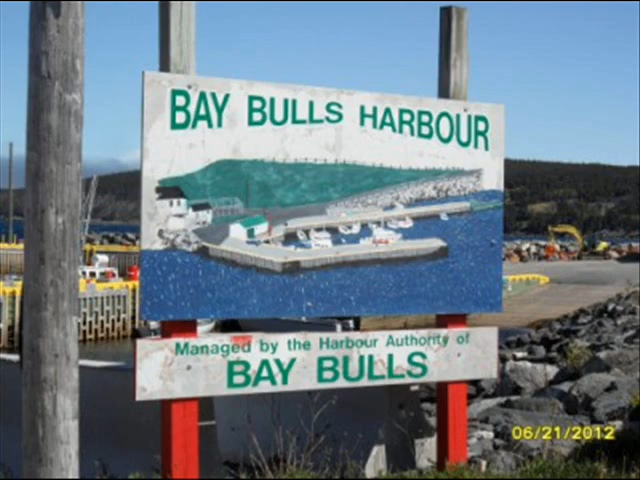 BAY BULLS HARBOUR
Managed by the Harbour Authority of
BAY BULLS
06/21/2012